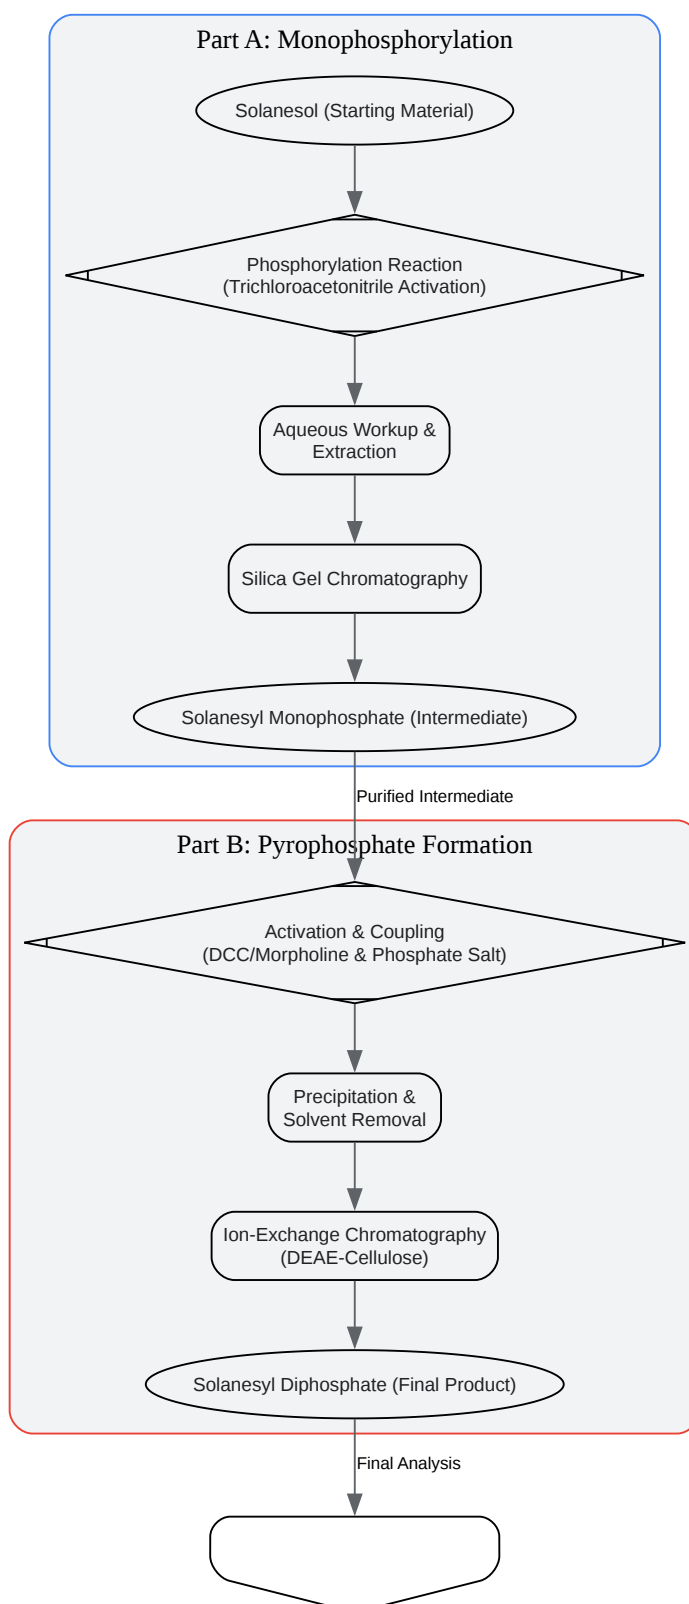 Part A: Monophosphorylation
Solanesol (Starting Material)
Phosphorylation Reaction
(Trichloroacetonitrile Activation)
Aqueous Workup &
Extraction
Silica Gel Chromatography
Solanesyl Monophosphate (Intermediate)
Purified Intermediate
Part B: Pyrophosphate Formation
Activation & Coupling
(DCC/Morpholine & Phosphate Salt)
Precipitation &
Solvent Removal
Ion-Exchange Chromatography
(DEAE-Cellulose)
Solanesyl Diphosphate (Final Product)
Final Analysis